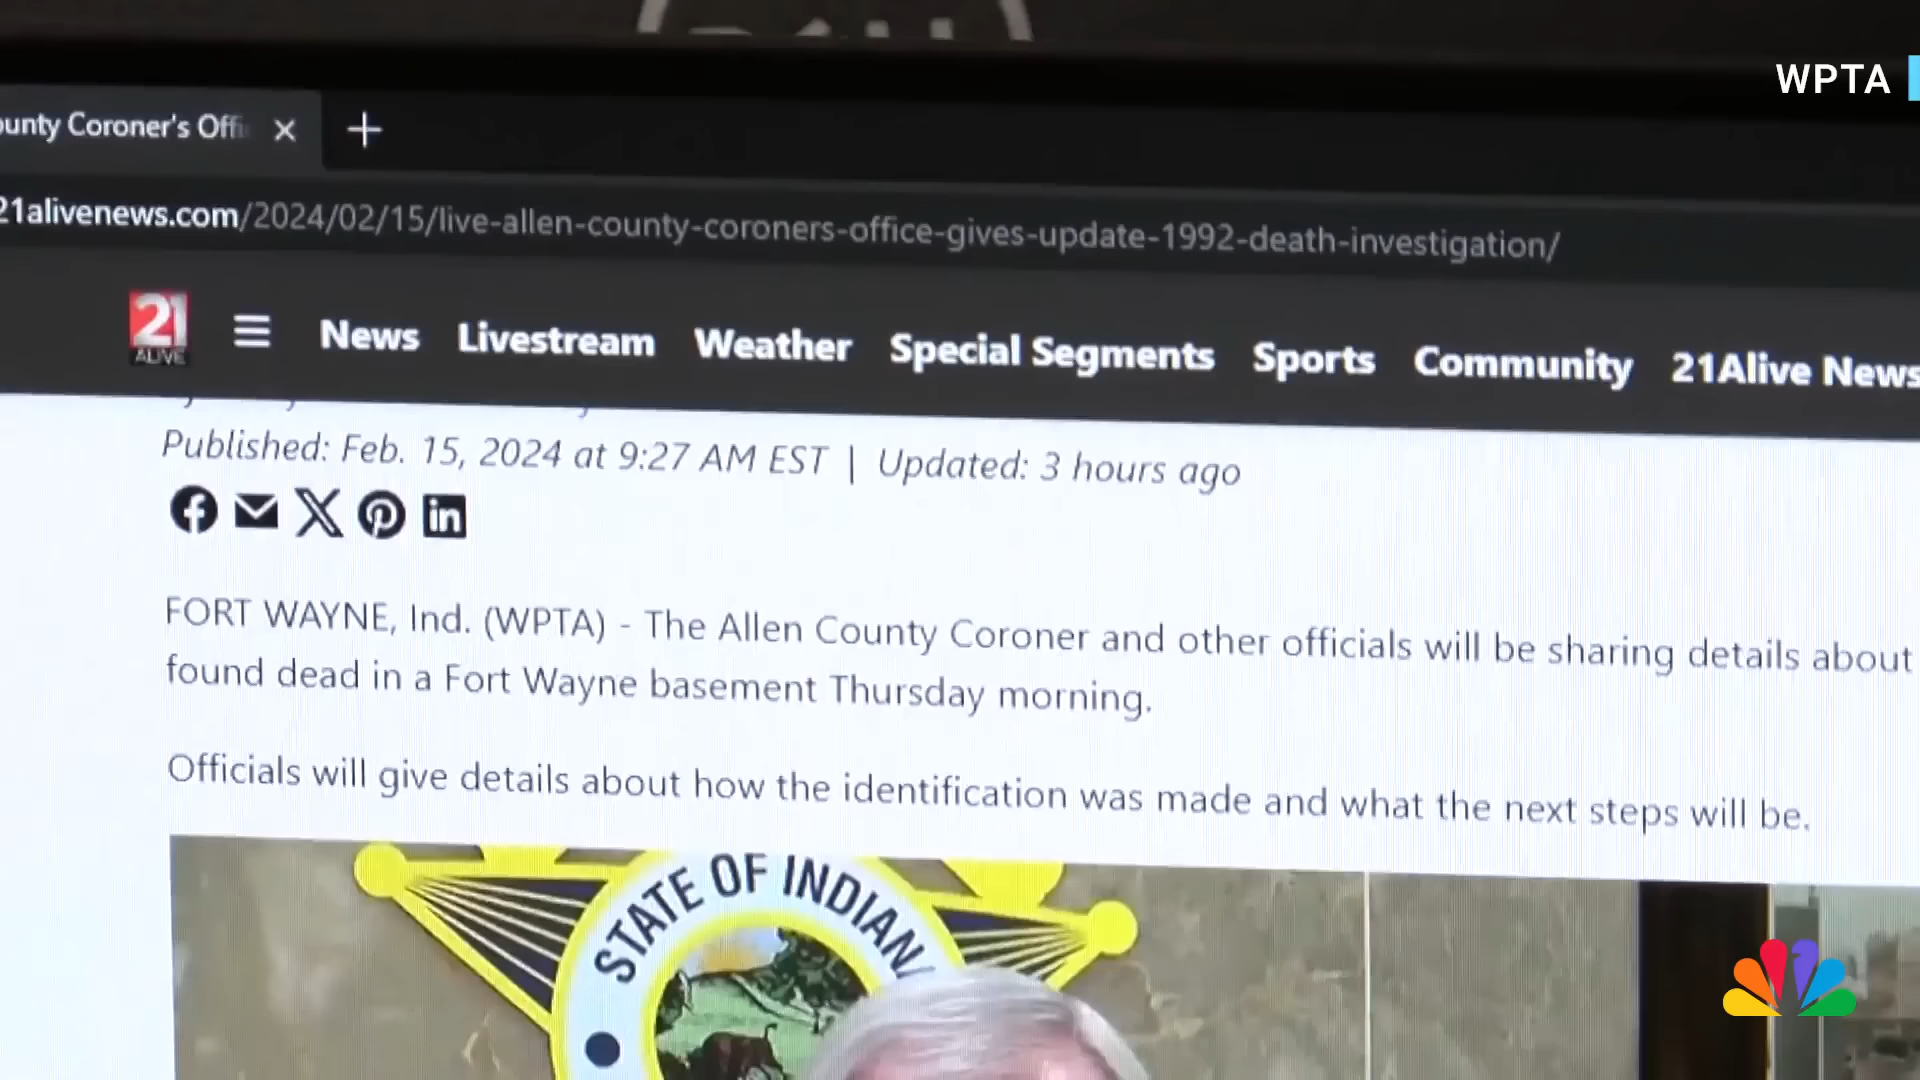 WPTA
ounty Coroner's Offi
21alivenews.com/2024/02/15/live-allen-county-coroners-office-gives-update-1992-death-investigation/
21 ALIVE
News Livestream Weather Special Segments Sports Community 21Alive News
Published: Feb. 15, 2024 at 9:27 AM EST | Updated: 3 hours ago
FORT WAYNE, Ind. (WPTA) - The Allen County Coroner and other officials will be sharing details about
found dead in a Fort Wayne basement Thursday morning.
Officials will give details about how the identification was made and what the next steps will be.
STATE OF INDIANA